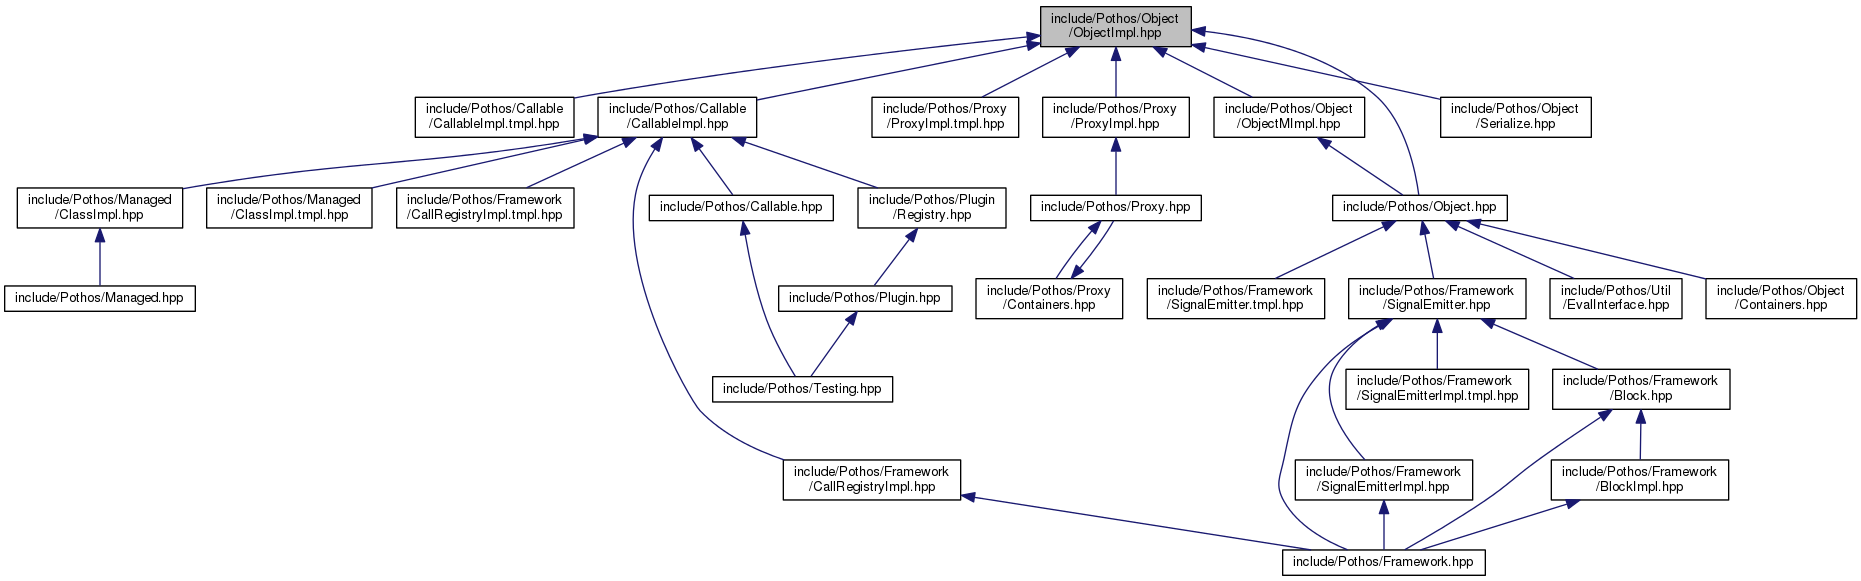 include/Pothos/Object
/ObjectImpl.hpp
include/Pothos/Callable
/CallableImpl.tmpl.hpp
include/Pothos/Callable
/CallableImpl.hpp
include/Pothos/Proxy
/ProxyImpl.tmpl.hpp
include/Pothos/Proxy
/ProxyImpl.hpp
include/Pothos/Object
/ObjectMImpl.hpp
include/Pothos/Object
/Serialize.hpp
include/Pothos/Managed
/ClassImpl.hpp
include/Pothos/Managed
/ClassImpl.tmpl.hpp
include/Pothos/Framework
/CallRegistryImpl.tmpl.hpp
include/Pothos/Callable.hpp
include/Pothos/Plugin
/Registry.hpp
include/Pothos/Proxy.hpp
include/Pothos/Object.hpp
include/Pothos/Managed.hpp
include/Pothos/Plugin.hpp
include/Pothos/Proxy
/Containers.hpp
include/Pothos/Framework
/SignalEmitter.tmpl.hpp
include/Pothos/Framework
/SignalEmitter.hpp
include/Pothos/Util
/EvalInterface.hpp
include/Pothos/Object
/Containers.hpp
include/Pothos/Testing.hpp
include/Pothos/Framework
/SignalEmitterImpl.tmpl.hpp
include/Pothos/Framework
/Block.hpp
include/Pothos/Framework
/CallRegistryImpl.hpp
include/Pothos/Framework
/SignalEmitterImpl.hpp
include/Pothos/Framework
/BlockImpl.hpp
include/Pothos/Framework.hpp